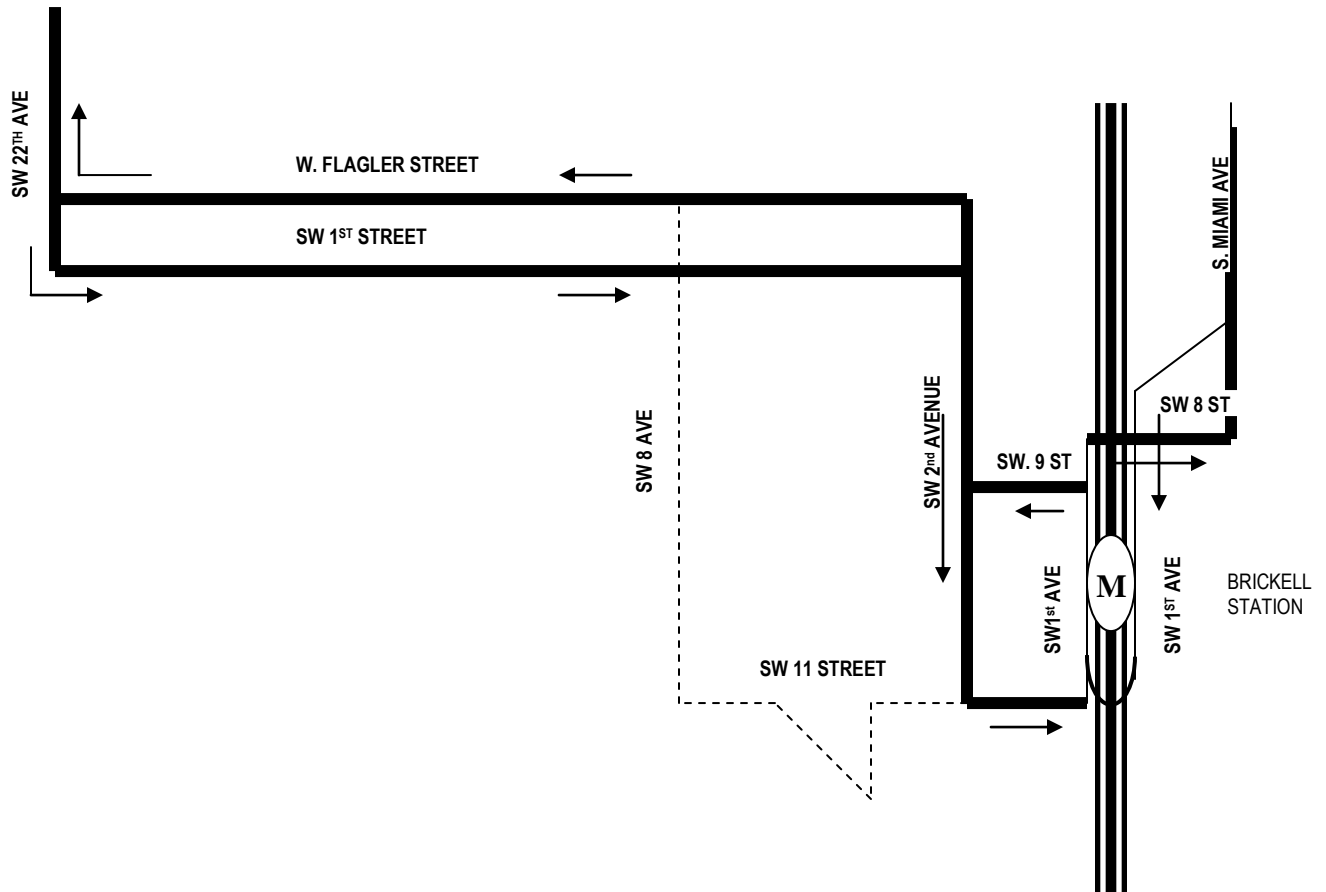 SW 22TH AVE
W. FLAGLER STREET
SW 1ST STREET
S. MIAMI AVE
SW 8 AVE
SW 2nd AVENUE
SW 8 ST
SW. 9 ST
SW1st AVE
M
SW 1ST AVE
BRICKELL
STATION
SW 11 STREET